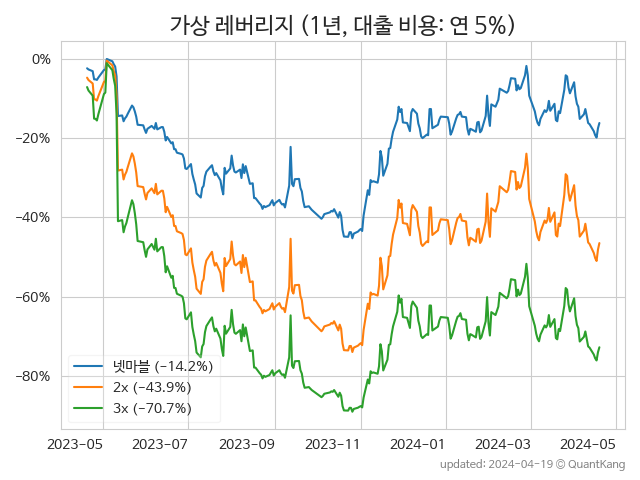 가상 레버리지 (1년, 대출 비용: 연 5%)
0%
−20%
−40%
−60%
−80%
넷마블 (−14.2%)
2x (−43.9%)
3x (−70.7%)
2023−05 2023−07 2023−09 2023−11 2024−01 2024−03 2024−05
updated: 2024−04−19 © QuantKang